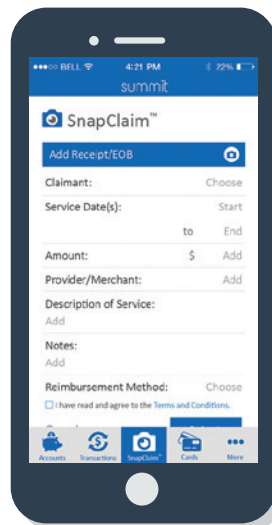 BELL 4:21 PM 22%
summit
SnapClaim™
Add Receipt/EOB
Claimant: Choose
Service Date(s): Start
to End
Amount: $ Add
Provider/Merchant: Add
Description of Service:
Add
Notes:
Add
Reimbursement Method: Choose
I have read and agree to the Terms and Conditions.
Accounts Transactions SnapClaim™ Cards More